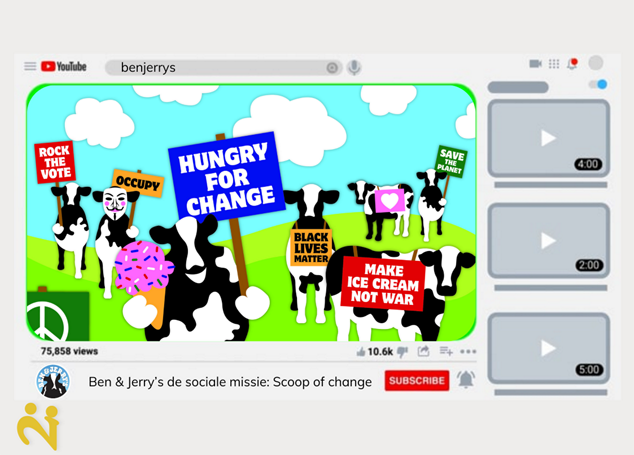 YouTube
benjerrys
ROCK
THE
VOTE
OCCUPY
HUNGRY
FOR
CHANGE
SAVE
THE
PLANET
BLACK
LIVES
MATTER
MAKE
ICE CREAM
NOT WAR
4:00
2:00
5:00
75,858 views
10.6k
BEN & JERRY'S
Ben & Jerry's de sociale missie: Scoop of change
SUBSCRIBE